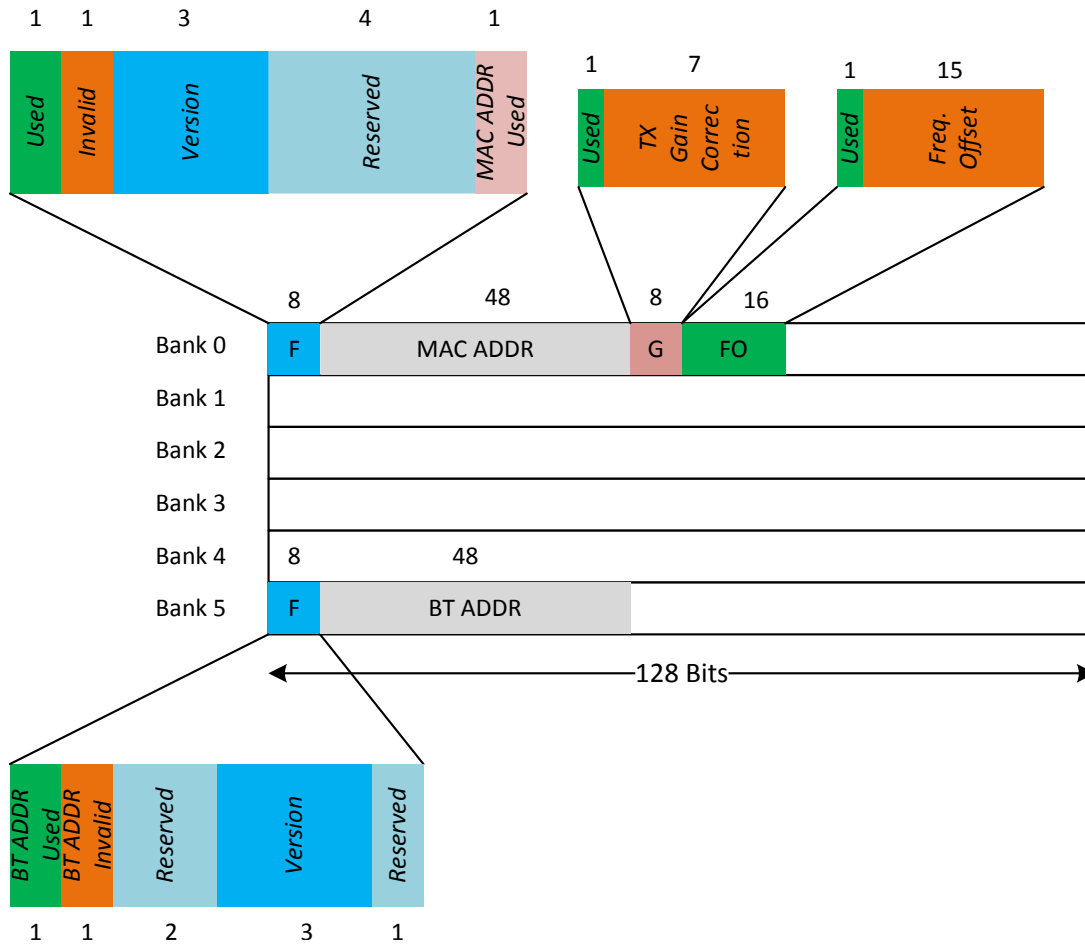 1 1 3 4 1
Used
Invalid
Version
Reserved
MAC ADDR
Used
1 7
Used
TX
Gain
Correc
tion
1 15
Used
Freq.
Offset
8 48 8 16
Bank 0 F MAC ADDR G FO
Bank 1
Bank 2
Bank 3
Bank 4 8 48
Bank 5 F BT ADDR
128 Bits
BT ADDR
Used
BT ADDR
Invalid
Reserved
Version
Reserved
1 1 2 3 1